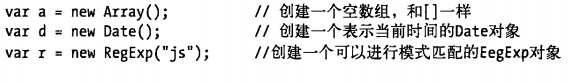 var a = new Array(); // 创建一个空数组，和[]一样
var d = new Date(); // 创建一个表示当前时间的Date对象
var r = new RegExp("js"); //创建一个可以进行模式匹配的EegExp对象